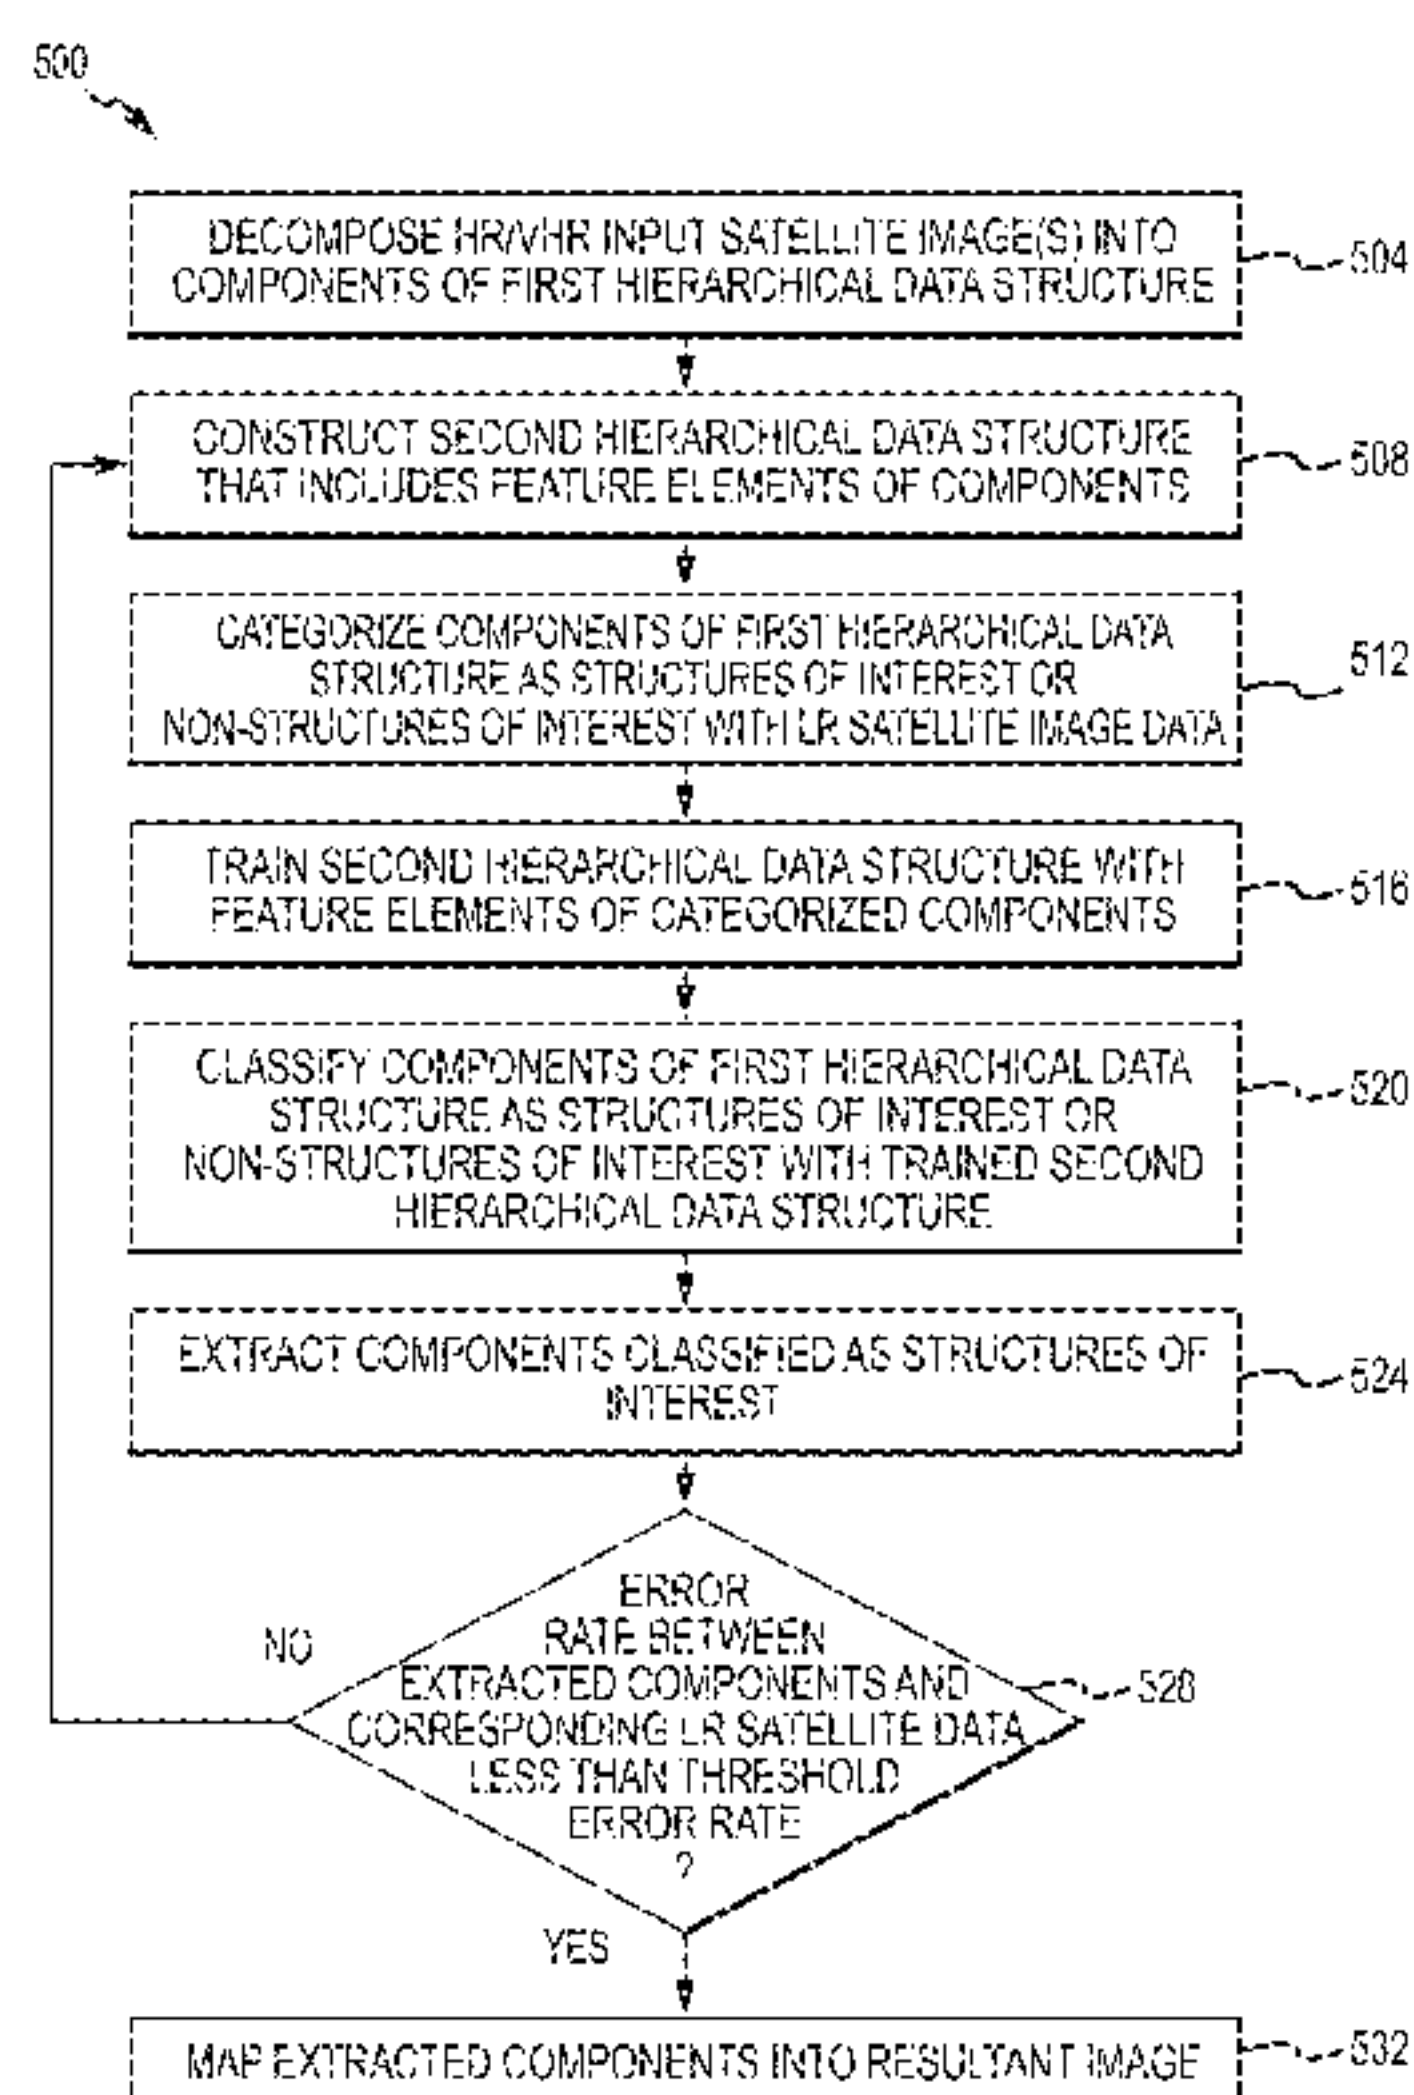 500
DECOMPOSE HR/VHR INPUT SATELLITE IMAGE(S) INTO
COMPONENTS OF FIRST HIERARCHICAL DATA STRUCTURE
504
CONSTRUCT SECOND HIERARCHICAL DATA STRUCTURE
THAT INCLUDES FEATURE ELEMENTS OF COMPONENTS
508
CATEGORIZE COMPONENTS OF FIRST HIERARCHICAL DATA
STRUCTURE AS STRUCTURES OF INTEREST OR
NON-STRUCTURES OF INTEREST WITH LR SATELLITE IMAGE DATA
512
TRAIN SECOND HIERARCHICAL DATA STRUCTURE WITH
FEATURE ELEMENTS OF CATEGORIZED COMPONENTS
516
CLASSIFY COMPONENTS OF FIRST HIERARCHICAL DATA
STRUCTURE AS STRUCTURES OF INTEREST OR
NON-STRUCTURES OF INTEREST WITH TRAINED SECOND
HIERARCHICAL DATA STRUCTURE
520
EXTRACT COMPONENTS CLASSIFIED AS STRUCTURES OF
INTEREST
524
ERROR
RATE BETWEEN
EXTRACTED COMPONENTS AND
CORRESPONDING LR SATELLITE DATA
LESS THAN THRESHOLD
ERROR RATE
?
528
NO
YES
MAP EXTRACTED COMPONENTS INTO RESULTANT IMAGE
532